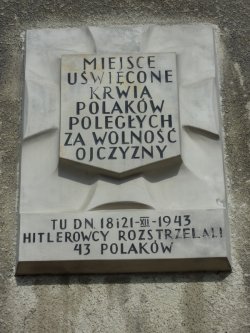 MIEJSCE
UŚWIĘCONE
KRWIĄ
POLAKÓW
POLEGŁYCH
ZA WOLNOŚĆ
OJCZYZNY
TU DN. 18 i 21-XII-1943
HITLEROWCY ROZSTRZELALI
43 POLAKÓW